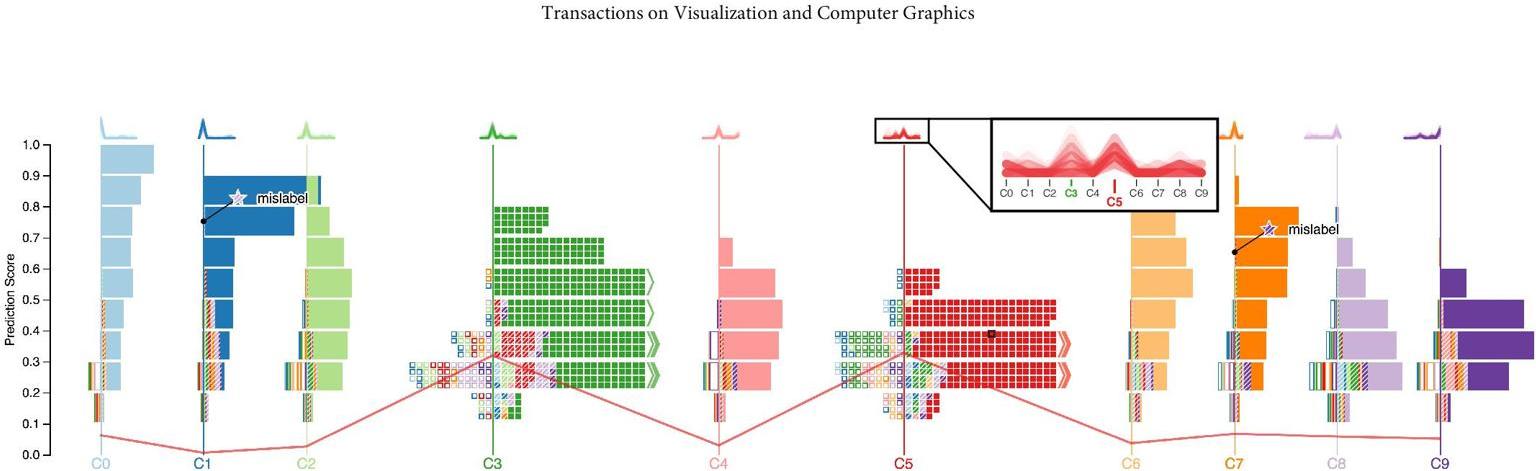 Transactions on Visualization and Computer Graphics
1.0
0.9
0.8
0.7
0.6
0.5
0.4
0.3
0.2
0.1
0.0
Prediction Score
mislabel
C0 C1 C2 C3 C4 C6 C7 C8 C9
C5
mislabel
C0 C1 C2 C3 C4 C5 C6 C7 C8 C9